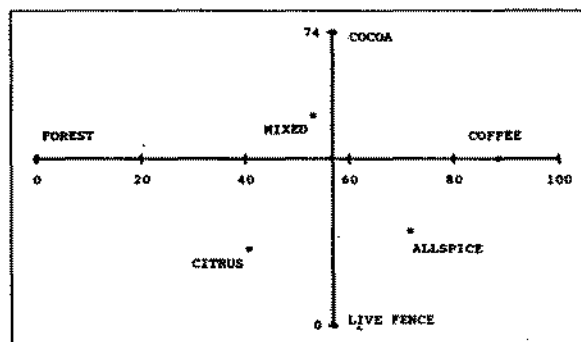 74 COCOA
MIXED
FOREST COFFEE
0 20 40 60 80 100
ALLSPICE
CITRUS
0 LIVE FENCE